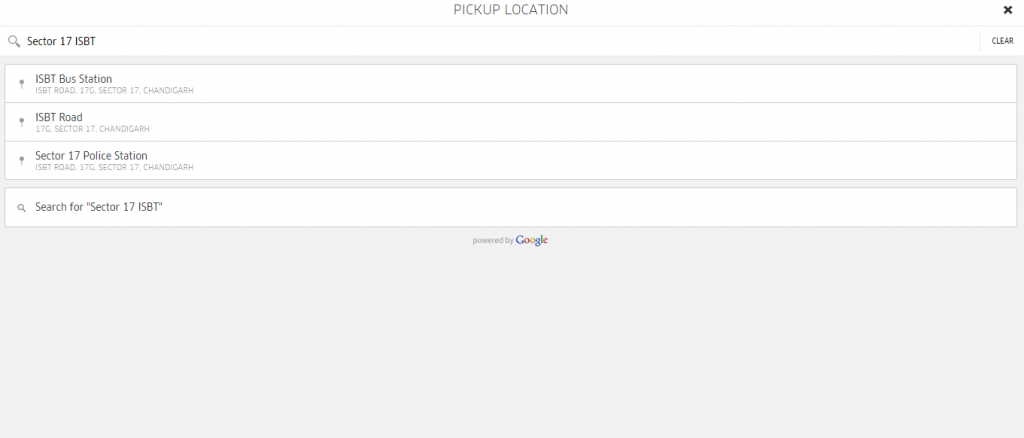 PICKUP LOCATION
Sector 17 ISBT
CLEAR
ISBT Bus Station
ISBT ROAD, 17G, SECTOR 17, CHANDIGARH
ISBT Road
17G, SECTOR 17, CHANDIGARH
Sector 17 Police Station
ISBT ROAD, 17G, SECTOR 17, CHANDIGARH
Search for "Sector 17 ISBT"
powered by Google